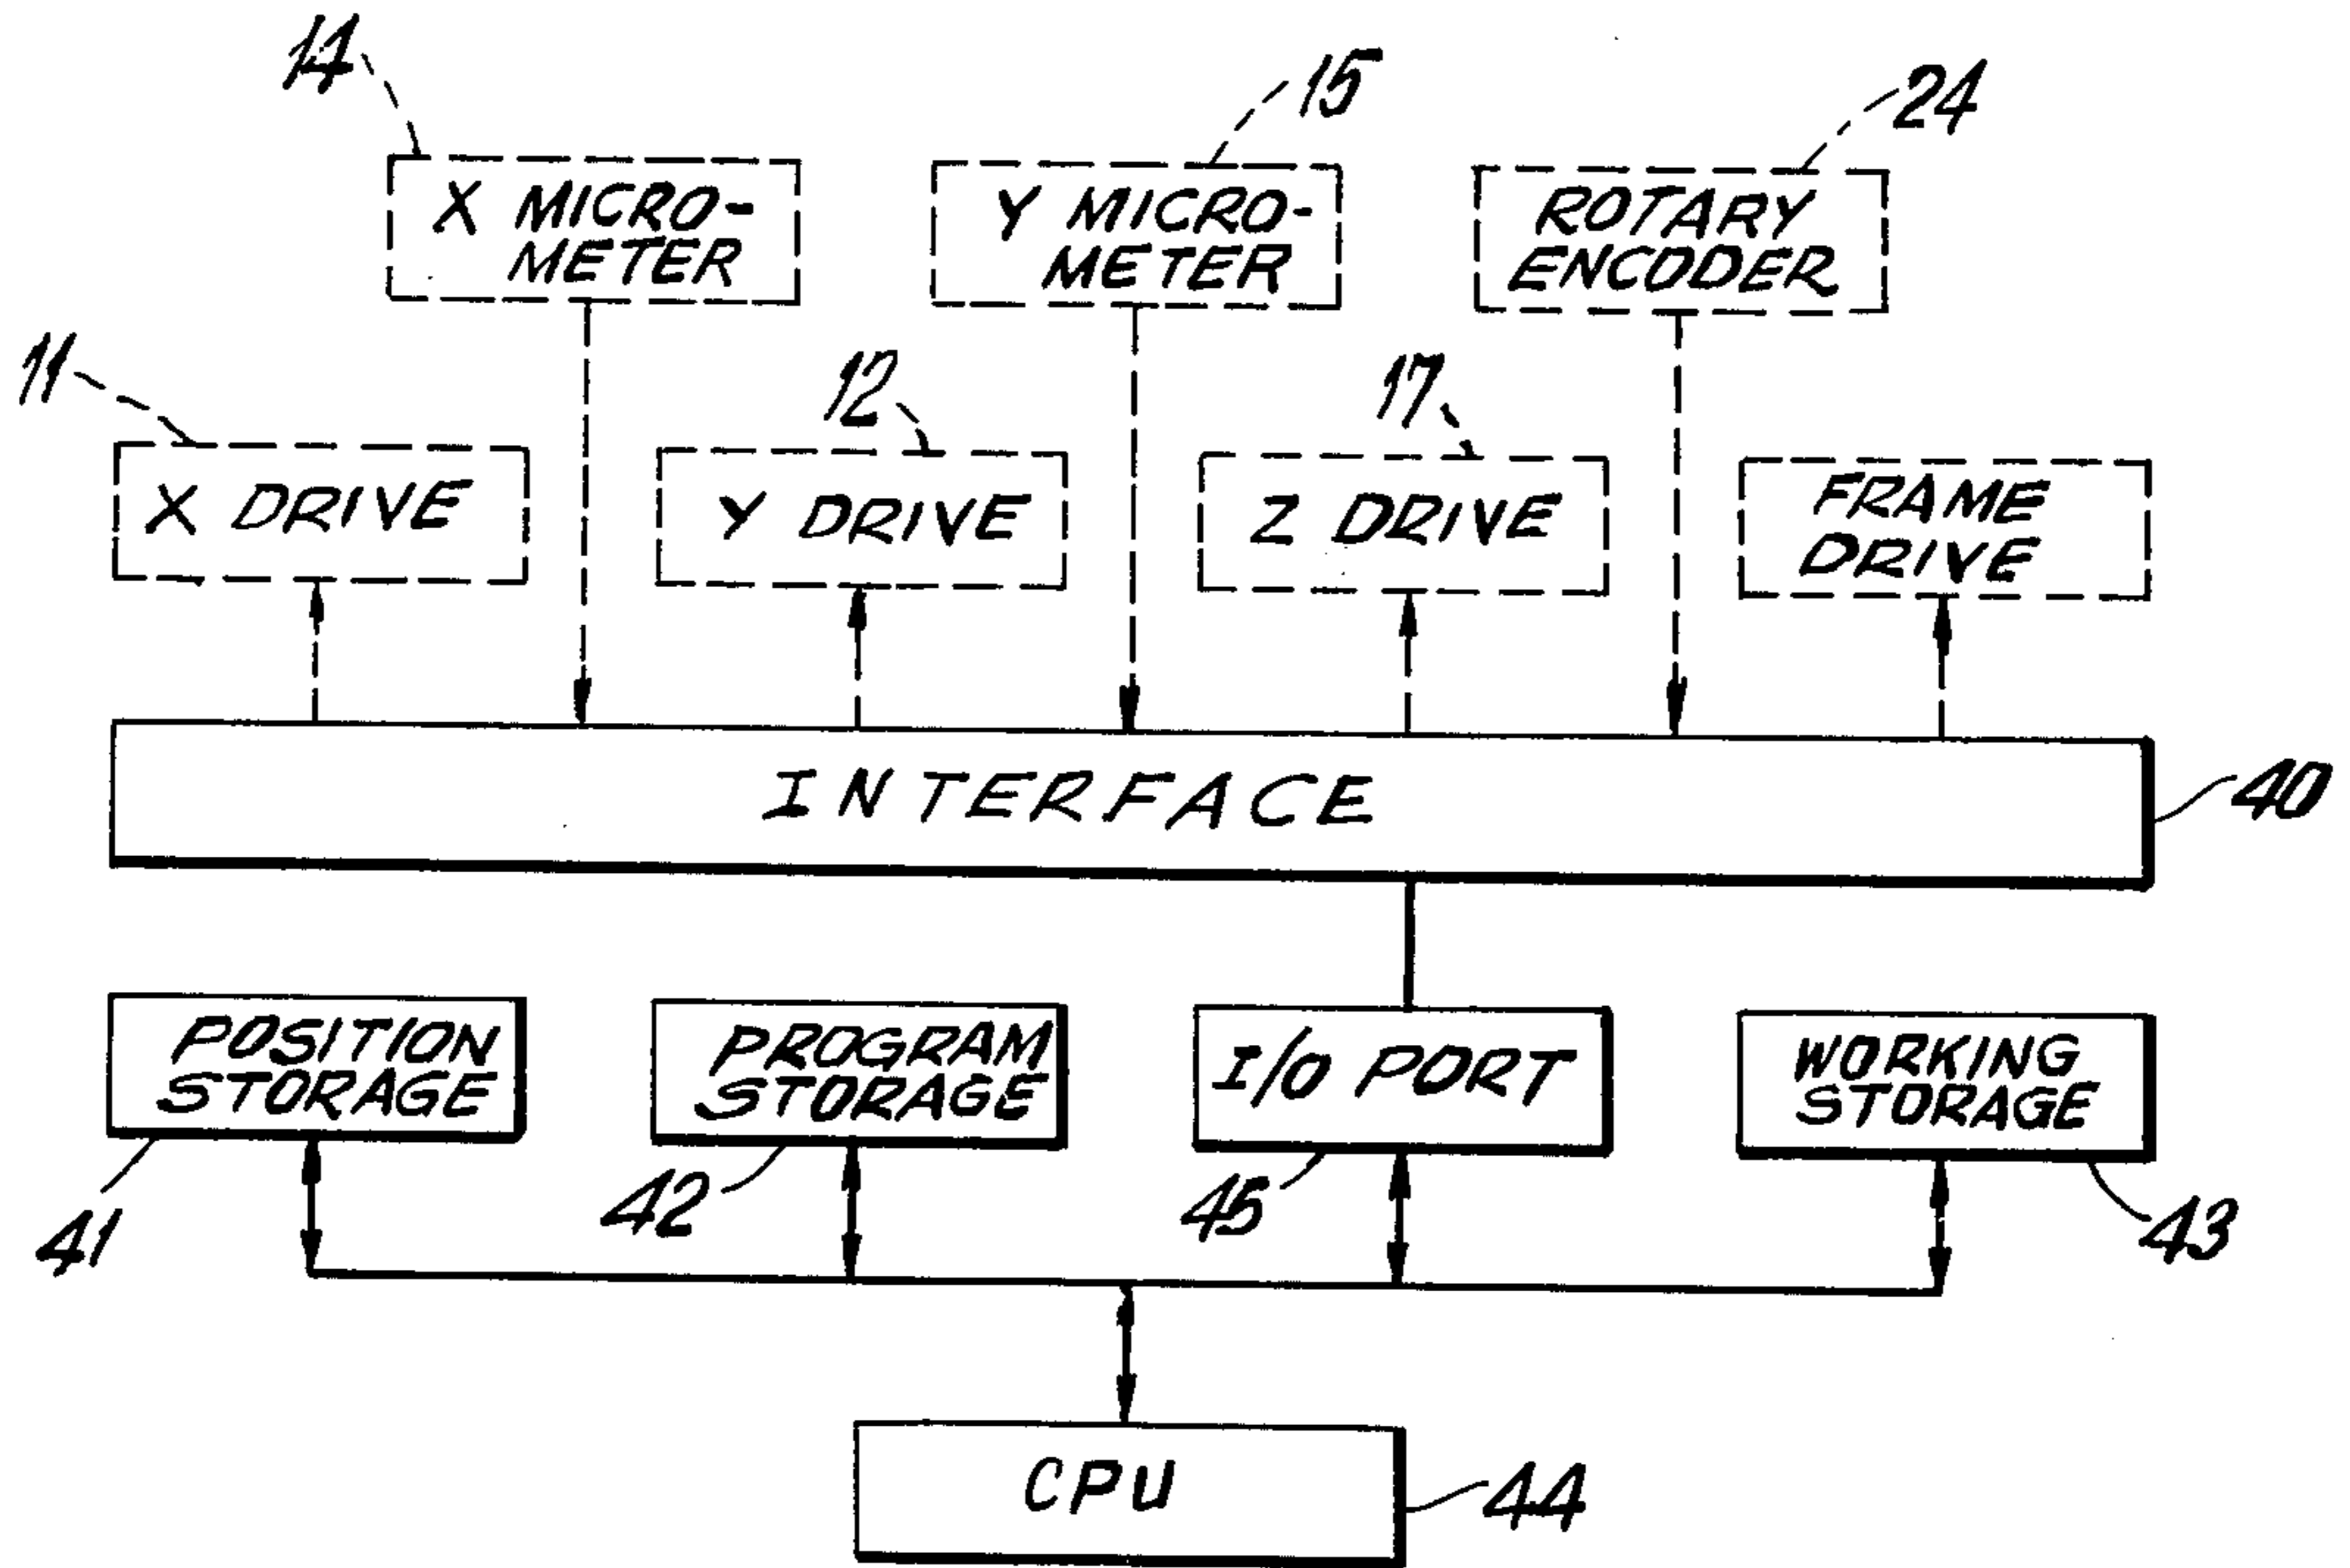 14
15
24
X MICRO-
METER
Y MICRO-
METER
ROTARY
ENCODER
11
12
17
X DRIVE
Y DRIVE
Z DRIVE
FRAME
DRIVE
INTERFACE
40
POSITION
STORAGE
PROGRAM
STORAGE
I/O PORT
WORKING
STORAGE
41
42
45
43
CPU
44